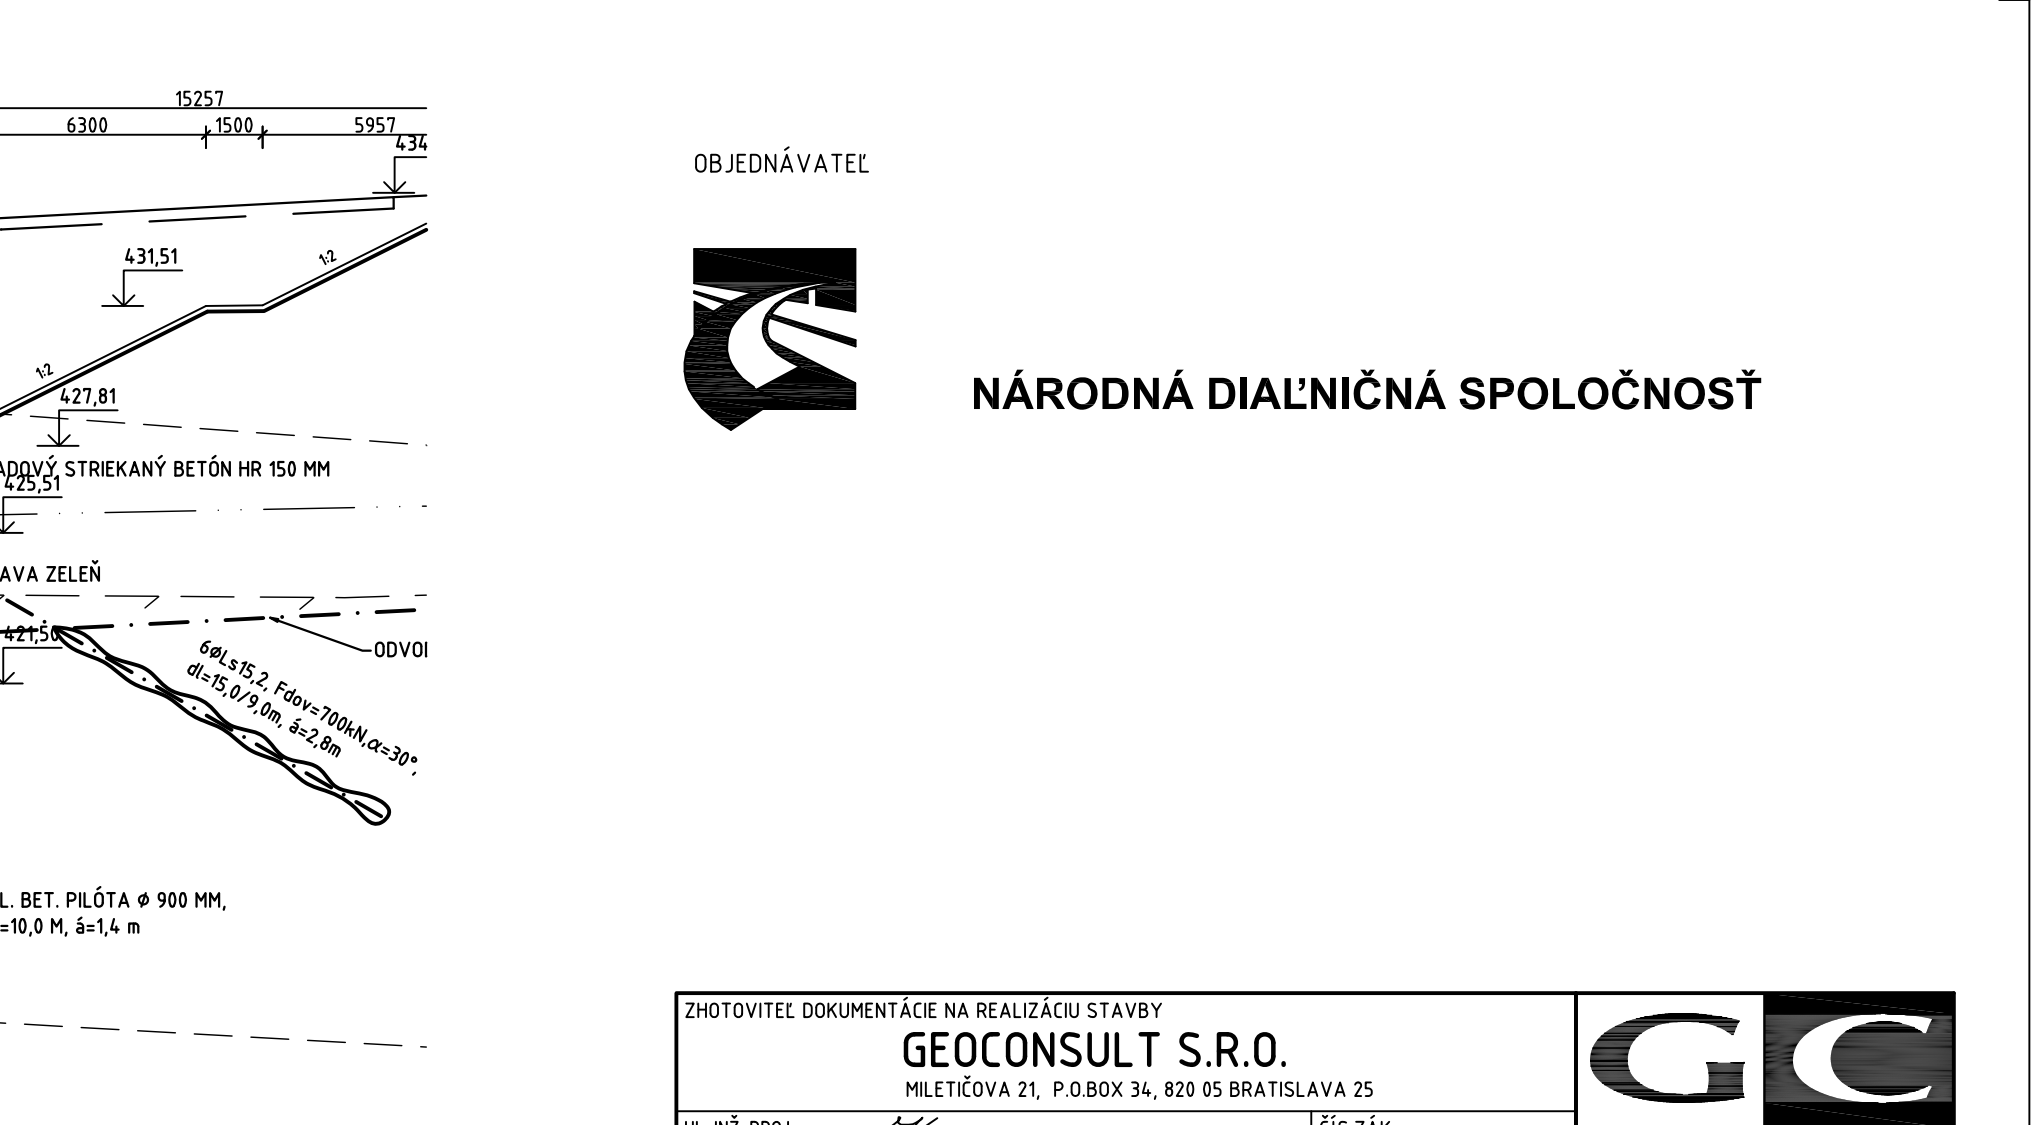 15257
6300 1500 5957
434
431,51
1:2
1:2
427,81
STRIEKANÝ BETÓN HR 150 MM
425,51
ZELEŇ
421,50
6ØLs15,2, Fdov=700kN,α=30°,
dl=15,0/9,0m, á=2,8m
BET. PILÓTA Ø 900 MM,
=10,0 M, á=1,4 m
OBJEDNÁVATEĽ
NÁRODNÁ DIAĽNIČNÁ SPOLOČNOSŤ
ZHOTOVITEĽ DOKUMENTÁCIE NA REALIZÁCIU STAVBY
GEOCONSULT S.R.O.
MILETIČOVA 21, P.O.BOX 34, 820 05 BRATISLAVA 25
GC